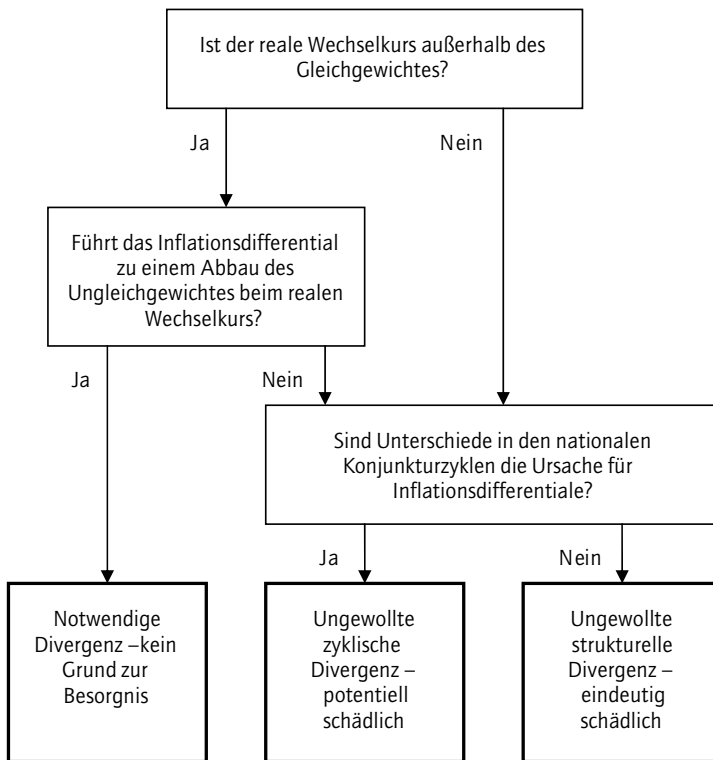 Ist der reale Wechselkurs außerhalb des
Gleichgewichtes?
Ja
Nein
Führt das Inflationsdifferential
zu einem Abbau des
Ungleichgewichtes beim realen
Wechselkurs?
Ja
Nein
Sind Unterschiede in den nationalen
Konjunkturzyklen die Ursache für
Inflationsdifferentiale?
Ja
Nein
Notwendige
Divergenz –kein
Grund zur
Besorgnis
Ungewollte
zyklische
Divergenz –
potentiell
schädlich
Ungewollte
strukturelle
Divergenz –
eindeutig
schädlich